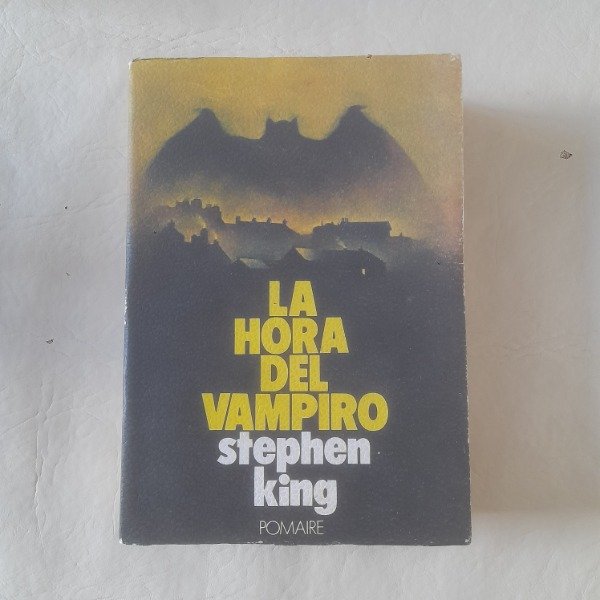 LA
HORA
DEL
VAMPIRO
stephen
king
POMAIRE